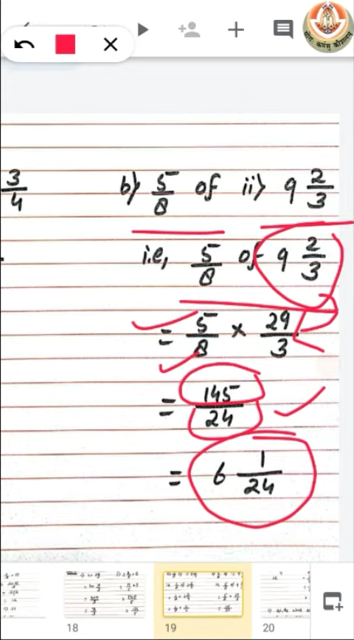 3/4
b) 5/8 of ii) 9 2/3
i.e, 5/8 of 9 2/3
= 5/8 × 29/3
= 145/24
= 6 1/24
18
19
20